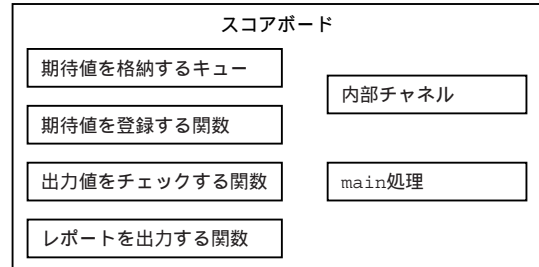 スコアボード
期待値を格納するキュー
期待値を登録する関数
出力値をチェックする関数
レポートを出力する関数
内部チャネル
main処理